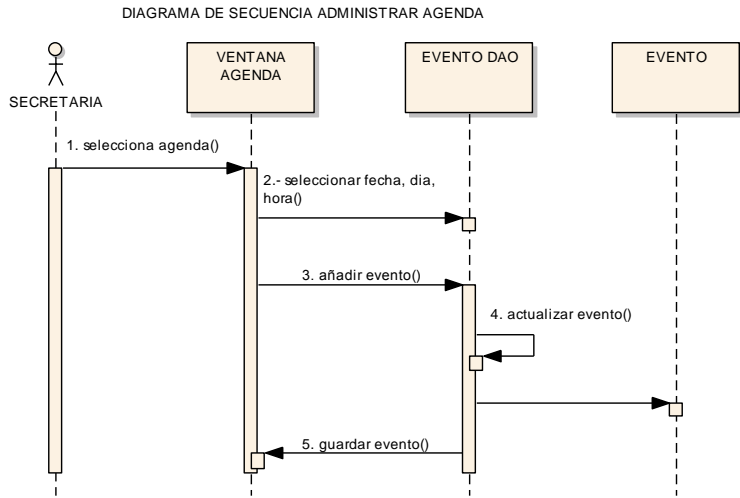 DIAGRAMA DE SECUENCIA ADMINISTRAR AGENDA
SECRETARIA
VENTANA
AGENDA
EVENTO DAO
EVENTO
1. selecciona agenda()
2.- seleccionar fecha, dia,
hora()
3. añadir evento()
4. actualizar evento()
5. guardar evento()